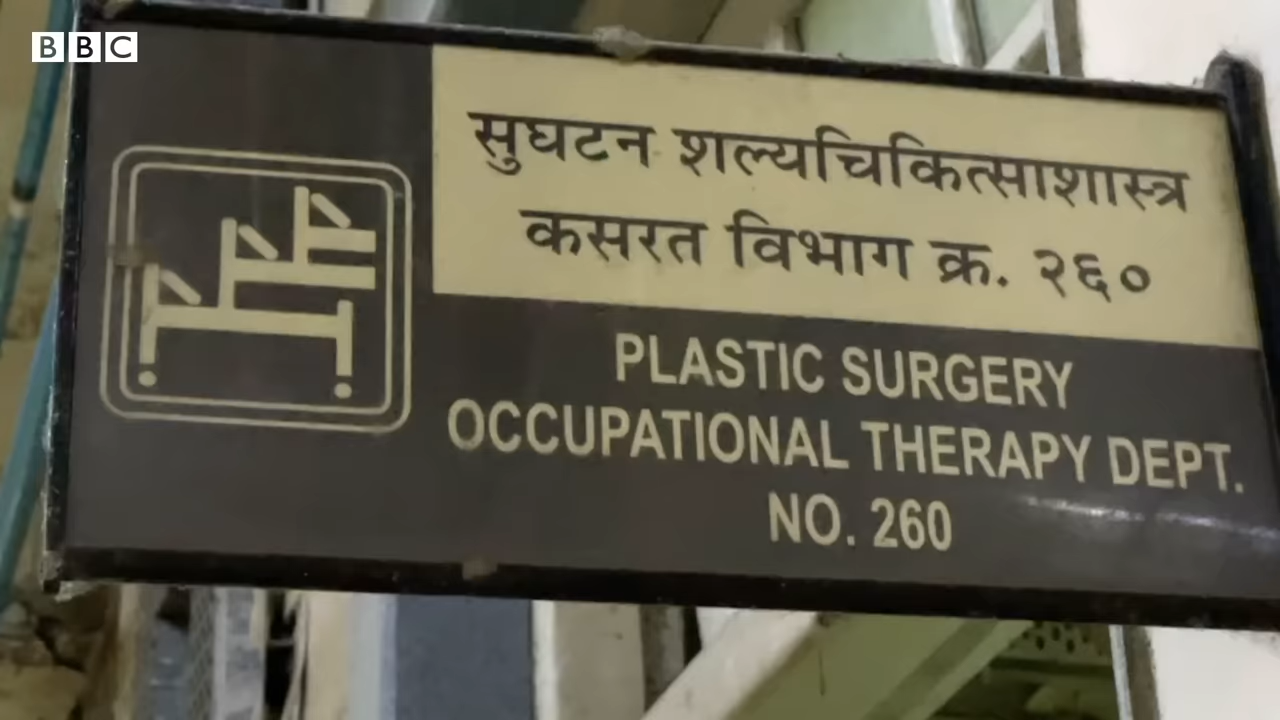 BBC
सुघटन शल्यचिकित्साशास्त्र
कसरत विभाग क्र. २६०
PLASTIC SURGERY
OCCUPATIONAL THERAPY DEPT.
NO. 260